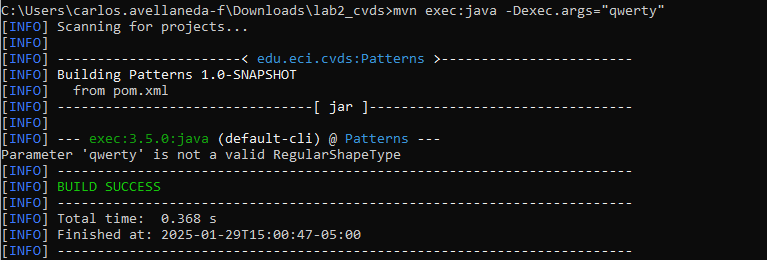 C:\Users\carlos.avellaneda-f\Downloads\lab2_cvds>mvn exec:java -Dexec.args="qwerty"
[INFO] Scanning for projects...
[INFO]
[INFO] -----------------------< edu.eci.cvds:Patterns >------------------------
[INFO] Building Patterns 1.0-SNAPSHOT
[INFO]   from pom.xml
[INFO] --------------------------------[ jar ]---------------------------------
[INFO]
[INFO] --- exec:3.5.0:java (default-cli) @ Patterns ---
Parameter 'qwerty' is not a valid RegularShapeType
[INFO] ------------------------------------------------------------------------
[INFO] BUILD SUCCESS
[INFO] ------------------------------------------------------------------------
[INFO] Total time:  0.368 s
[INFO] Finished at: 2025-01-29T15:00:47-05:00
[INFO] ------------------------------------------------------------------------